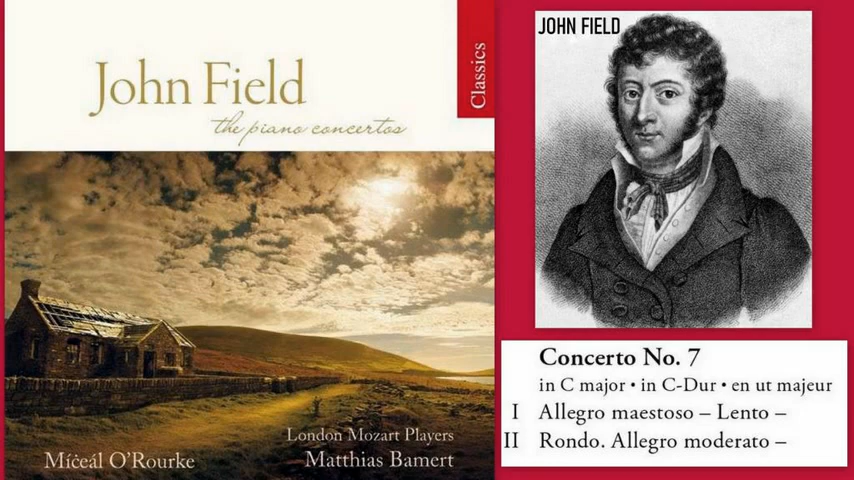 John Field
the piano concertos
Classics
London Mozart Players
Míċeál O'Rourke
Matthias Bamert
JOHN FIELD
Concerto No. 7
in C major • in C-Dur • en ut majeur
I Allegro maestoso – Lento –
II Rondo. Allegro moderato –